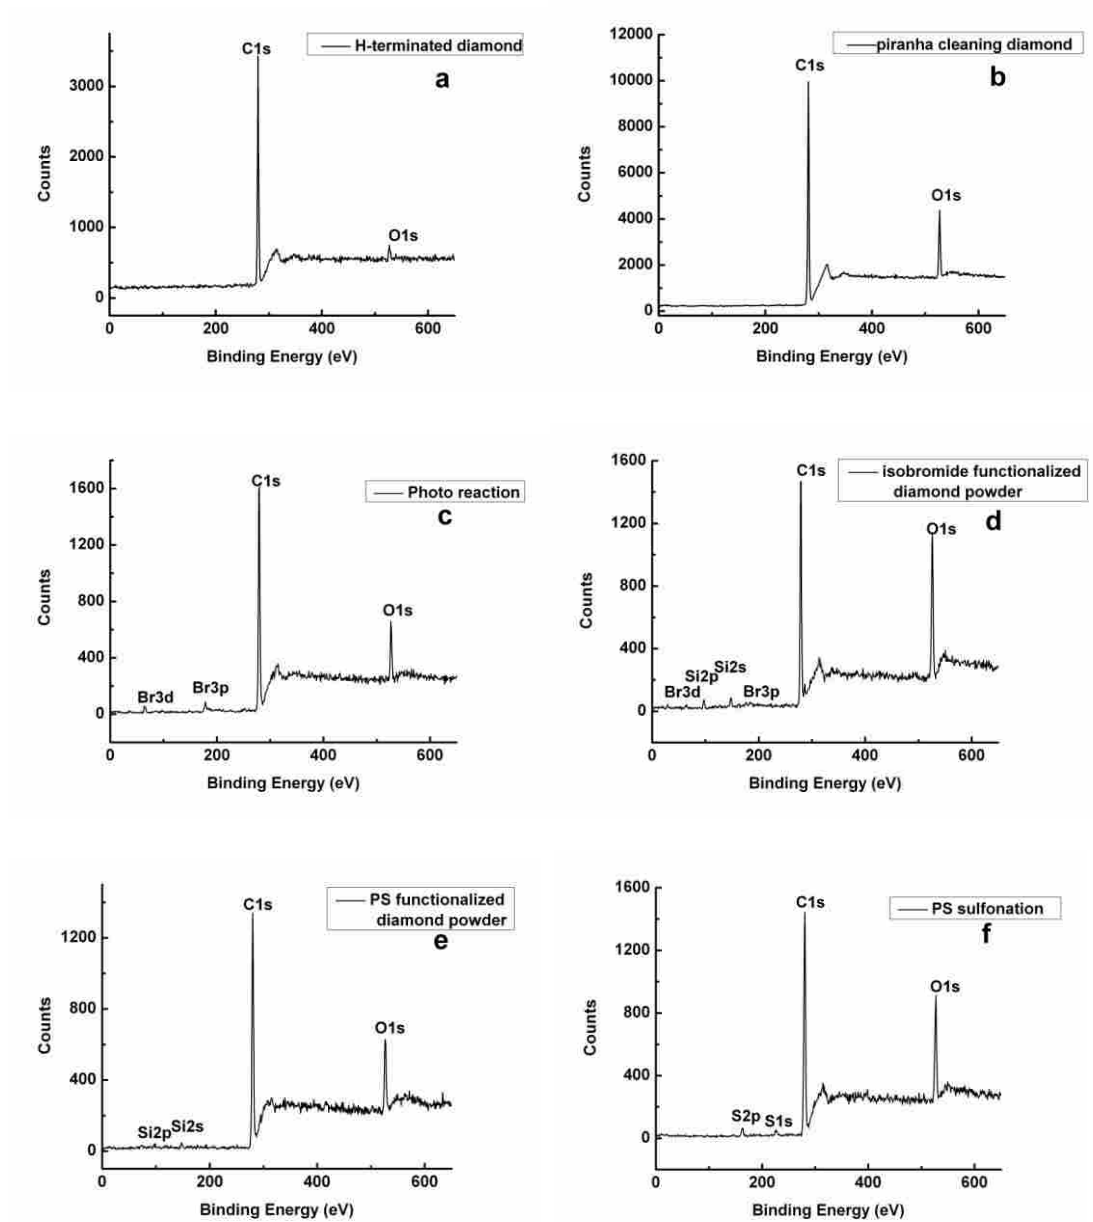 H-terminated diamond
a
C1s
O1s
3000
2000
1000
0
Counts
0 200 400 600
Binding Energy (eV)
piranha cleaning diamond
b
C1s
O1s
12000
10000
8000
6000
4000
2000
0
Counts
0 200 400 600
Binding Energy (eV)
Photo reaction
c
C1s
O1s
Br3d
Br3p
1600
1200
800
400
0
Counts
0 200 400 600
Binding Energy (eV)
isobromide functionalized
diamond powder
d
C1s
O1s
Br3d
Si2p
Si2s
Br3p
1600
1200
800
400
0
Counts
0 200 400 600
Binding Energy (eV)
PS functionalized
diamond powder
e
C1s
O1s
Si2p
Si2s
1200
800
400
0
Counts
0 200 400 600
Binding Energy (eV)
PS sulfonation
f
C1s
O1s
S2p
S1s
1600
1200
800
400
0
Counts
0 200 400 600
Binding Energy (eV)